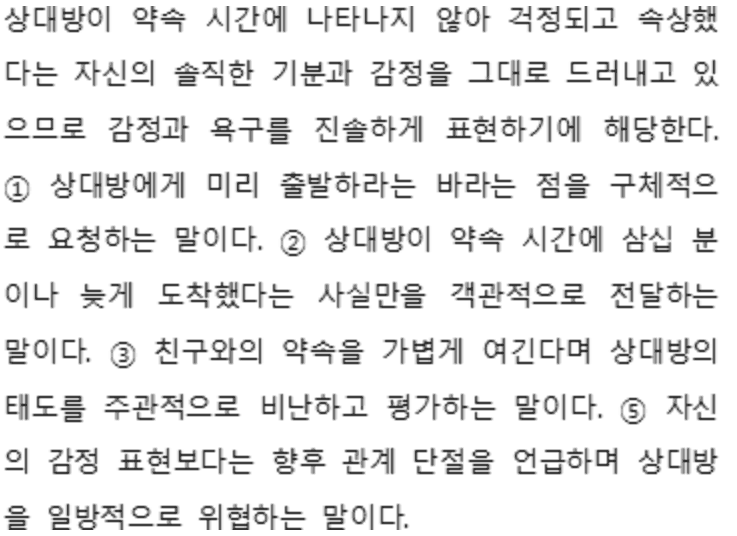 상대방이 약속 시간에 나타나지 않아 걱정되고 속상했
다는 자신의 솔직한 기분과 감정을 그대로 드러내고 있
으므로 감정과 욕구를 진솔하게 표현하기에 해당한다.
① 상대방에게 미리 출발하라는 바라는 점을 구체적으
로 요청하는 말이다. ② 상대방이 약속 시간에 삼십 분
이나 늦게 도착했다는 사실만을 객관적으로 전달하는
말이다. ③ 친구와의 약속을 가볍게 여긴다며 상대방의
태도를 주관적으로 비난하고 평가하는 말이다. ⑤ 자신
의 감정 표현보다는 향후 관계 단절을 언급하며 상대방
을 일방적으로 위협하는 말이다.